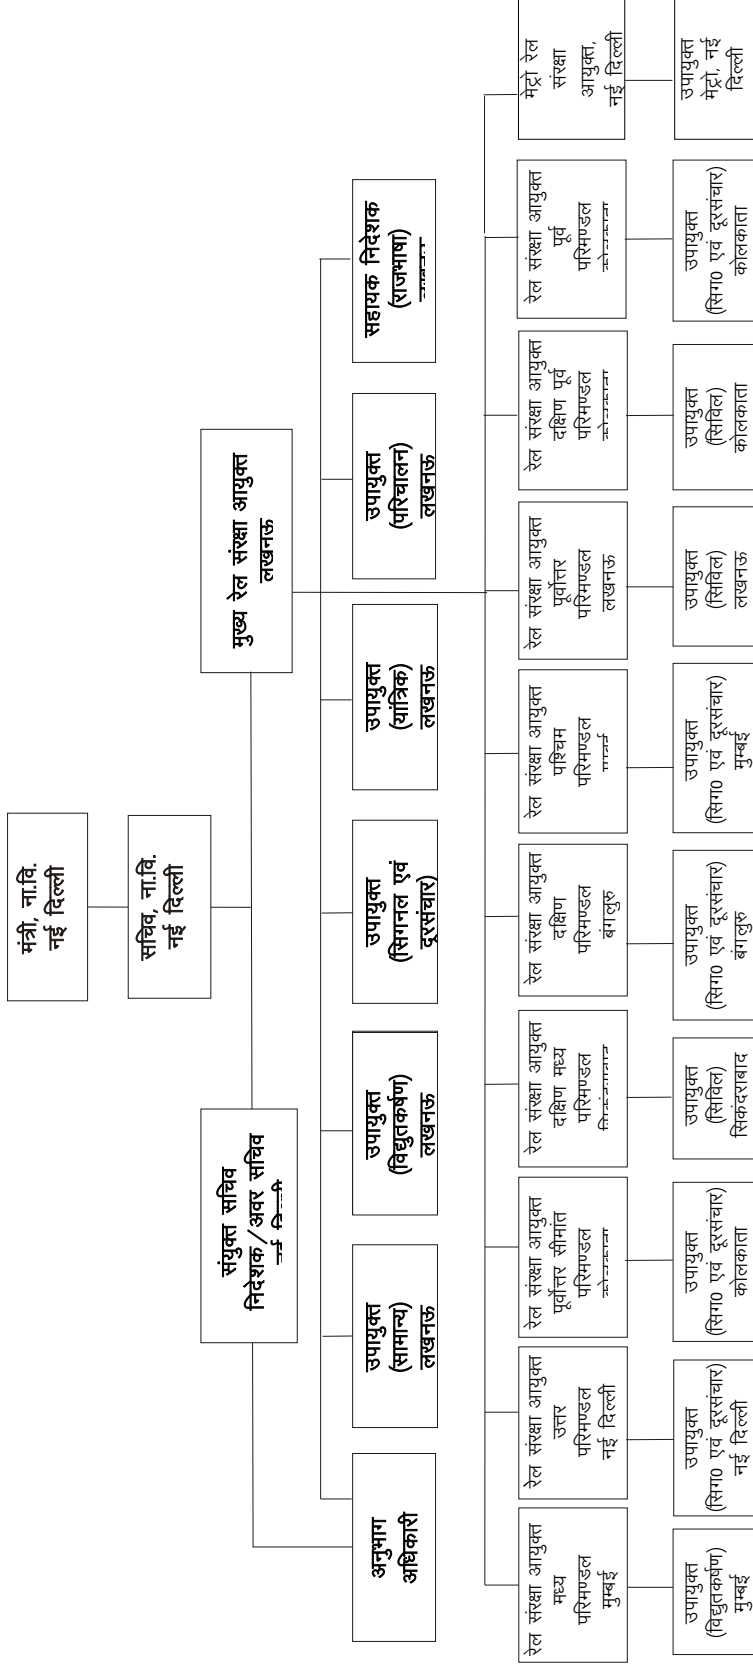 मंत्री, ना.वि.
नई दिल्ली
सचिव, ना.वि.
नई दिल्ली
संयुक्त सचिव
निदेशक/अवर सचिव
नई दिल्ली
मुख्य रेल संरक्षा आयुक्त
लखनऊ
अनुभाग
अधिकारी
उपायुक्त
(सामान्य)
लखनऊ
उपायुक्त
(विद्युतकर्षण)
लखनऊ
उपायुक्त
(सिगनल एवं
दूरसंचार)
उपायुक्त
(यांत्रिक)
लखनऊ
उपायुक्त
(परिचालन)
लखनऊ
सहायक निदेशक
(राजभाषा)
रेल संरक्षा आयुक्त
मध्य
परिमण्डल
मुम्बई
रेल संरक्षा आयुक्त
उत्तर
परिमण्डल
नई दिल्ली
रेल संरक्षा आयुक्त
पूर्वोत्तर सीमांत
परिमण्डल
रेल संरक्षा आयुक्त
दक्षिण मध्य
परिमण्डल
रेल संरक्षा आयुक्त
दक्षिण
परिमण्डल
बंगलुरु
रेल संरक्षा आयुक्त
पश्चिम
परिमण्डल
रेल संरक्षा आयुक्त
पूर्वोत्तर
परिमण्डल
लखनऊ
रेल संरक्षा आयुक्त
दक्षिण पूर्व
परिमण्डल
रेल संरक्षा आयुक्त
पूर्व
परिमण्डल
मेट्रो रेल
संरक्षा
आयुक्त,
नई दिल्ली
उपायुक्त
(विद्युतकर्षण)
मुम्बई
उपायुक्त
(सिग0 एवं दूरसंचार)
नई दिल्ली
उपायुक्त
(सिग0 एवं दूरसंचार)
कोलकाता
उपायुक्त
(सिविल)
सिकंदराबाद
उपायुक्त
(सिग0 एवं दूरसंचार)
बंगलुरु
उपायुक्त
(सिग0 एवं दूरसंचार)
मुम्बई
उपायुक्त
(सिविल)
लखनऊ
उपायुक्त
(सिविल)
कोलकाता
उपायुक्त
(सिग0 एवं दूरसंचार)
कोलकाता
उपायुक्त
मेट्रो, नई
दिल्ली